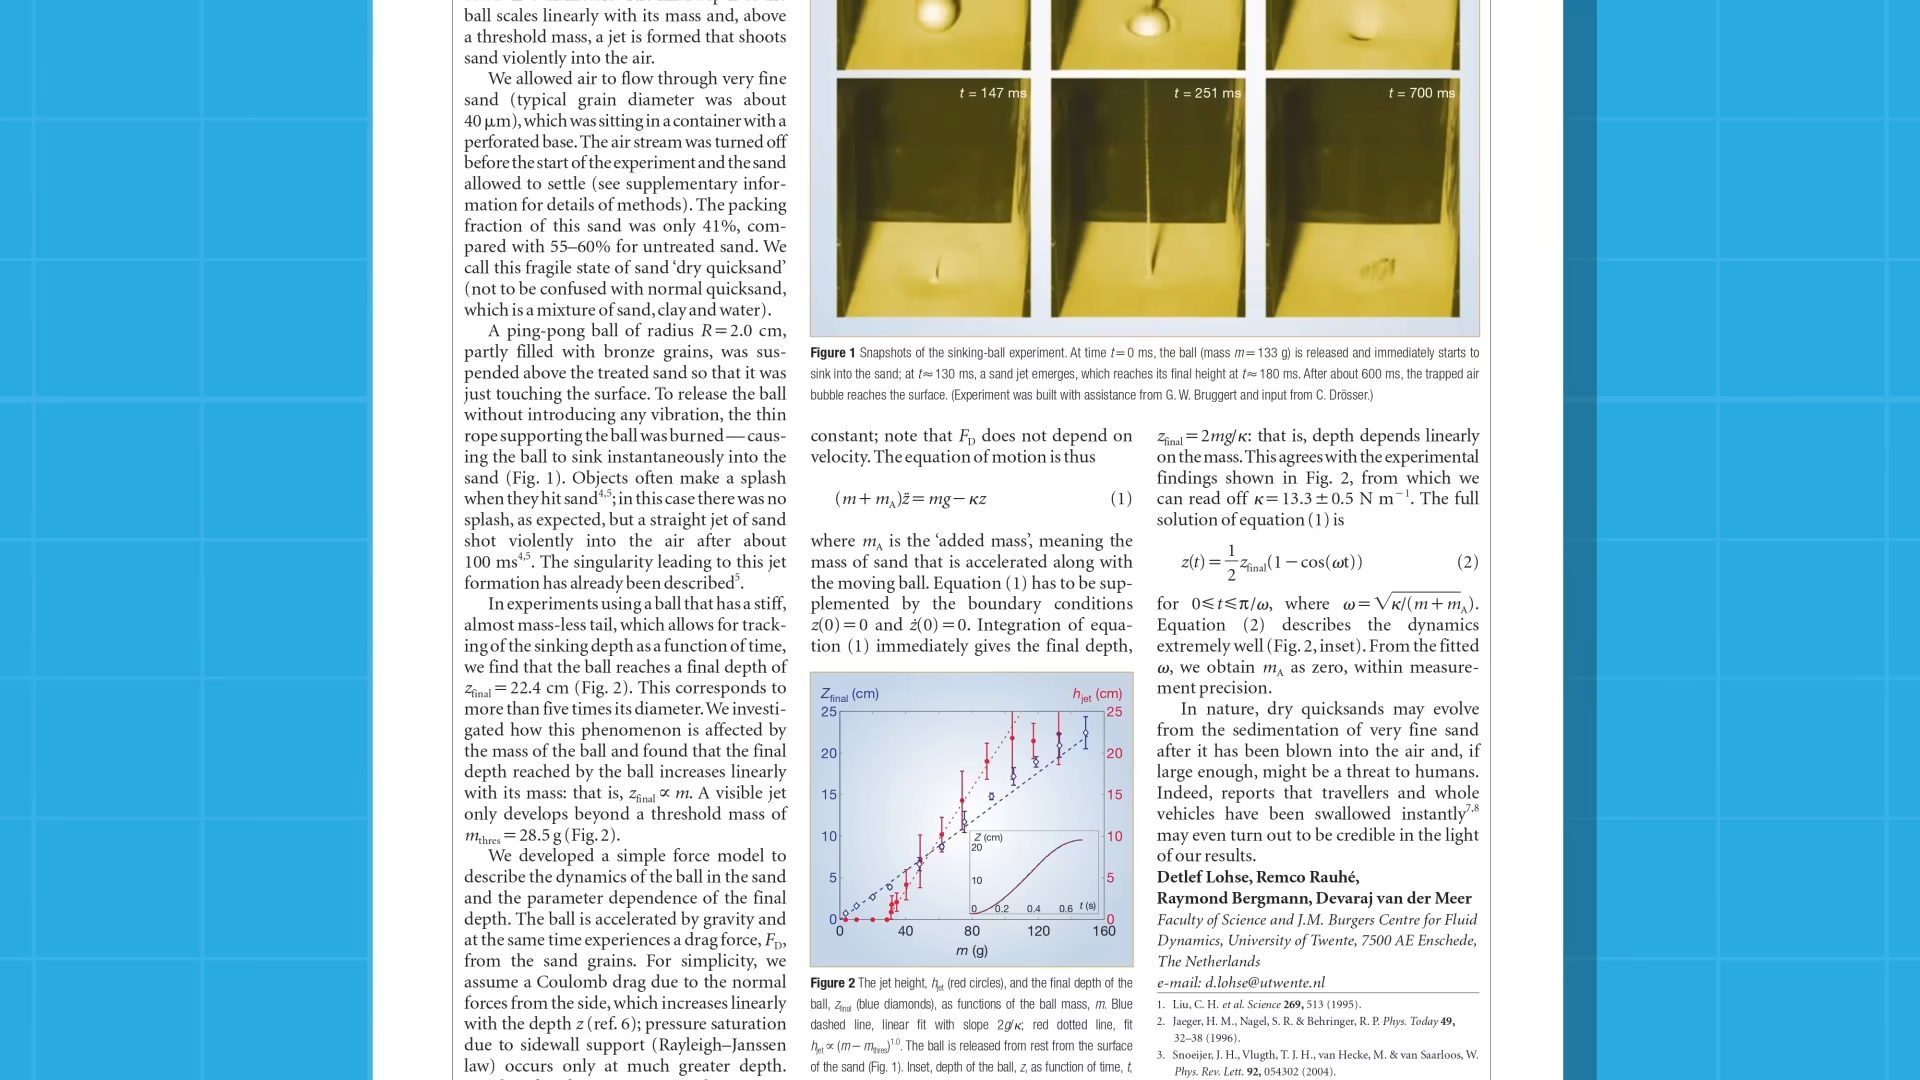 ball scales linearly with its mass and, above
a threshold mass, a jet is formed that shoots
sand violently into the air.
We allowed air to flow through very fine
sand (typical grain diameter was about
40 μm), which was sitting in a container with a
perforated base. The air stream was turned off
before the start of the experiment and the sand
allowed to settle (see supplementary infor-
mation for details of methods). The packing
fraction of this sand was only 41%, com-
pared with 55–60% for untreated sand. We
call this fragile state of sand ‘dry quicksand’
(not to be confused with normal quicksand,
which is a mixture of sand, clay and water).
A ping-pong ball of radius R = 2.0 cm,
partly filled with bronze grains, was sus-
pended above the treated sand so that it was
just touching the surface. To release the ball
without introducing any vibration, the thin
rope supporting the ball was burned — caus-
ing the ball to sink instantaneously into the
sand (Fig. 1). Objects often make a splash
when they hit sand4,5; in this case there was no
splash, as expected, but a straight jet of sand
shot violently into the air after about
100 ms4,5. The singularity leading to this jet
formation has already been described5.
In experiments using a ball that has a stiff,
almost mass-less tail, which allows for track-
ing of the sinking depth as a function of time,
we find that the ball reaches a final depth of
zfinal = 22.4 cm (Fig. 2). This corresponds to
more than five times its diameter. We investi-
gated how this phenomenon is affected by
the mass of the ball and found that the final
depth reached by the ball increases linearly
with its mass: that is, zfinal ∝ m. A visible jet
only develops beyond a threshold mass of
mthres = 28.5 g (Fig. 2).
We developed a simple force model to
describe the dynamics of the ball in the sand
and the parameter dependence of the final
depth. The ball is accelerated by gravity and
at the same time experiences a drag force, FD,
from the sand grains. For simplicity, we
assume a Coulomb drag due to the normal
forces from the side, which increases linearly
with the depth z (ref. 6); pressure saturation
due to sidewall support (Rayleigh–Janssen
law) occurs only at much greater depth.
t = 147 ms
t = 251 ms
t = 700 ms
Figure 1 Snapshots of the sinking-ball experiment. At time t = 0 ms, the ball (mass m = 133 g) is released and immediately starts to
sink into the sand; at t ≈ 130 ms, a sand jet emerges, which reaches its final height at t ≈ 180 ms. After about 600 ms, the trapped air
bubble reaches the surface. (Experiment was built with assistance from G. W. Bruggert and input from C. Drösser.)
constant; note that FD does not depend on
velocity. The equation of motion is thus
(m + mA)z̈ = mg − κz (1)
where mA is the ‘added mass’, meaning the
mass of sand that is accelerated along with
the moving ball. Equation (1) has to be sup-
plemented by the boundary conditions
z(0) = 0 and ż(0) = 0. Integration of equa-
tion (1) immediately gives the final depth,
Zfinal (cm)
hjet (cm)
25
20
15
10
5
0
25
20
15
10
5
0
Z (cm)
20
10
0
0.2
0.4
0.6
t (s)
0
40
80
120
160
m (g)
Figure 2 The jet height, hjet (red circles), and the final depth of the
ball, zfinal (blue diamonds), as functions of the ball mass, m. Blue
dashed line, linear fit with slope 2g/κ; red dotted line, fit
hjet ∝ (m − mthres)1.0. The ball is released from rest from the surface
of the sand (Fig. 1). Inset, depth of the ball, z, as function of time, t,
zfinal = 2mg/κ: that is, depth depends linearly
on the mass. This agrees with the experimental
findings shown in Fig. 2, from which we
can read off κ = 13.3 ± 0.5 N m−1. The full
solution of equation (1) is
z(t) = 1/2 zfinal(1 − cos(ωt)) (2)
for 0 ⩽ t ⩽ π/ω, where ω = √κ/(m + mA).
Equation (2) describes the dynamics
extremely well (Fig. 2, inset). From the fitted
ω, we obtain mA as zero, within measure-
ment precision.
In nature, dry quicksands may evolve
from the sedimentation of very fine sand
after it has been blown into the air and, if
large enough, might be a threat to humans.
Indeed, reports that travellers and whole
vehicles have been swallowed instantly7,8
may even turn out to be credible in the light
of our results.
Detlef Lohse, Remco Rauhé,
Raymond Bergmann, Devaraj van der Meer
Faculty of Science and J.M. Burgers Centre for Fluid
Dynamics, University of Twente, 7500 AE Enschede,
The Netherlands
e-mail: d.lohse@utwente.nl
1. Liu, C. H. et al. Science 269, 513 (1995).
2. Jaeger, H. M., Nagel, S. R. & Behringer, R. P. Phys. Today 49,
32–38 (1996).
3. Snoeijer, J. H., Vlugth, T. J. H., van Hecke, M. & van Saarloos, W.
Phys. Rev. Lett. 92, 054302 (2004).